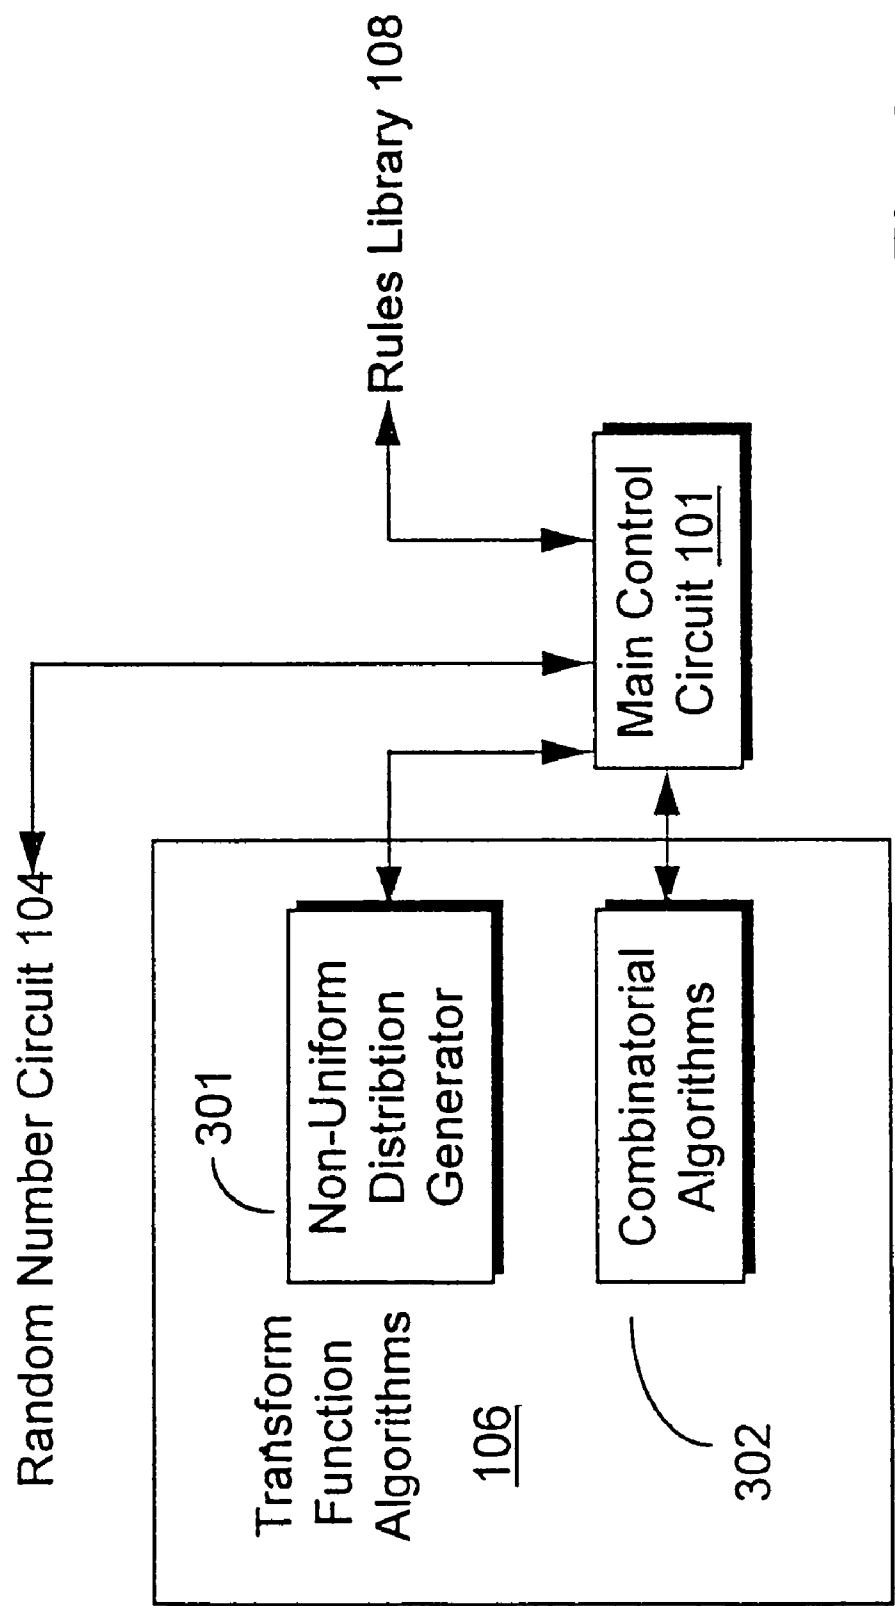 Random Number Circuit 104
Rules Library 108
Transform
Function
Algorithms
106
301
Non-Uniform
Distribtion
Generator
302
Combinatorial
Algorithms
Main Control
Circuit 101